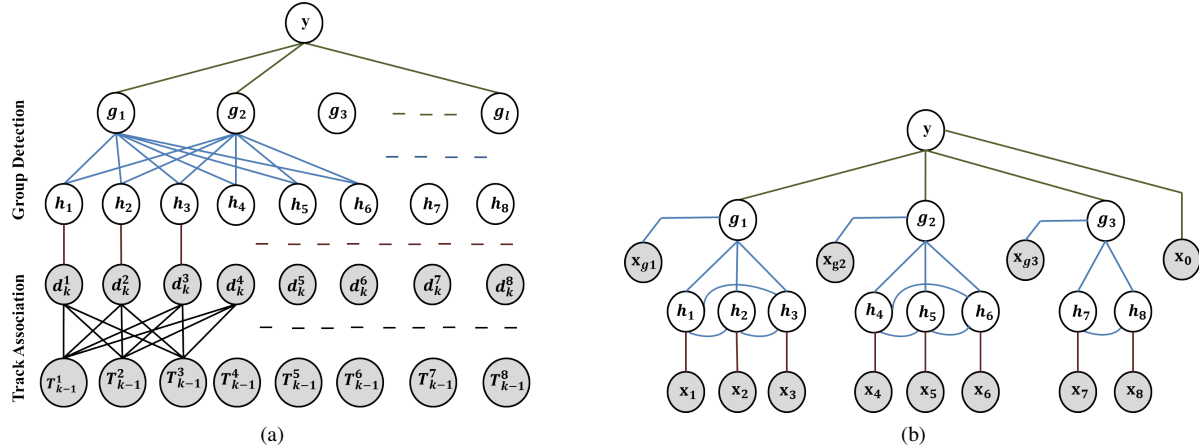 y
g₁ g₂ g₃ gₗ
Group Detection
h₁ h₂ h₃ h₄ h₅ h₆ h₇ h₈
d¹ₖ d²ₖ d³ₖ d⁴ₖ d⁵ₖ d⁶ₖ d⁷ₖ d⁸ₖ
Track Association
T¹ₖ₋₁ T²ₖ₋₁ T³ₖ₋₁ T⁴ₖ₋₁ T⁵ₖ₋₁ T⁶ₖ₋₁ T⁷ₖ₋₁ T⁸ₖ₋₁
(a)
y
g₁ g₂ g₃
x_g1 x_g2 x_g3 x₀
h₁ h₂ h₃ h₄ h₅ h₆ h₇ h₈
x₁ x₂ x₃ x₄ x₅ x₆ x₇ x₈
(b)